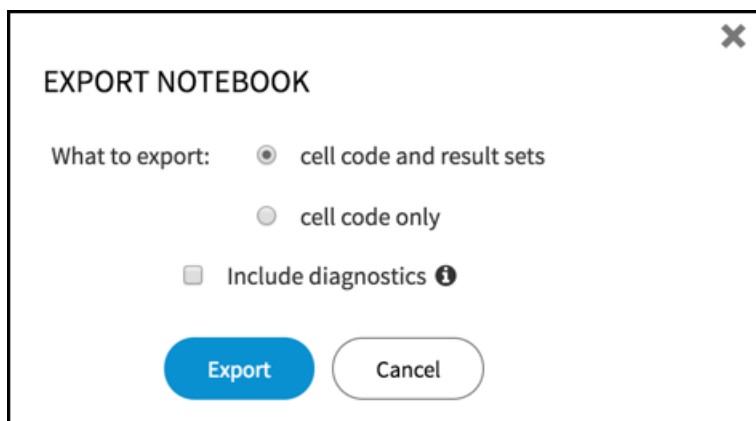 EXPORT NOTEBOOK
What to export: cell code and result sets
cell code only
Include diagnostics
Export Cancel